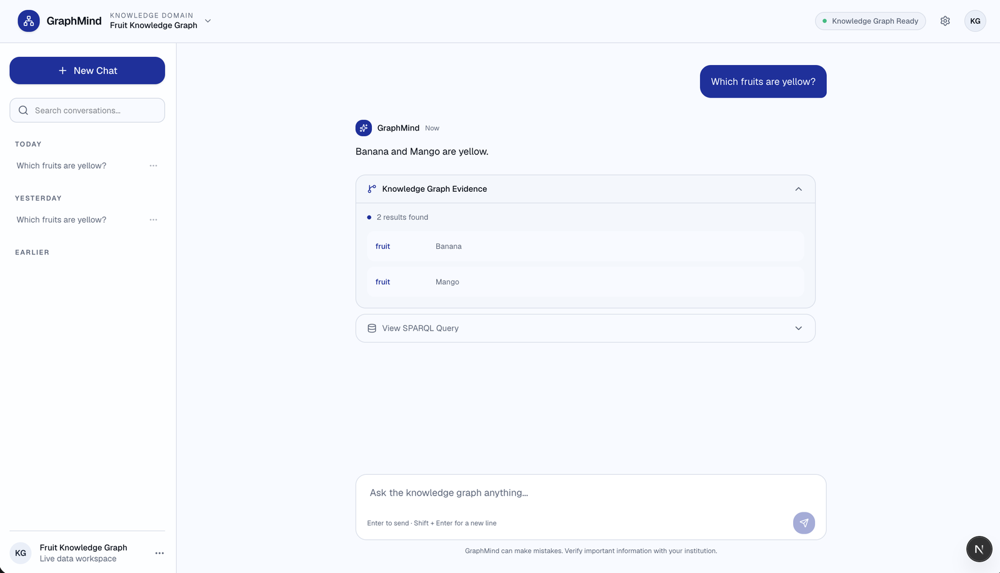 GraphMind
KNOWLEDGE DOMAIN
Fruit Knowledge Graph
Knowledge Graph Ready
KG
New Chat
Search conversations...
TODAY
Which fruits are yellow?
YESTERDAY
Which fruits are yellow?
EARLIER
KG
Fruit Knowledge Graph
Live data workspace
Which fruits are yellow?
GraphMind Now
Banana and Mango are yellow.
Knowledge Graph Evidence
2 results found
fruit Banana
fruit Mango
View SPARQL Query
Ask the knowledge graph anything...
Enter to send · Shift + Enter for a new line
GraphMind can make mistakes. Verify important information with your institution.
N